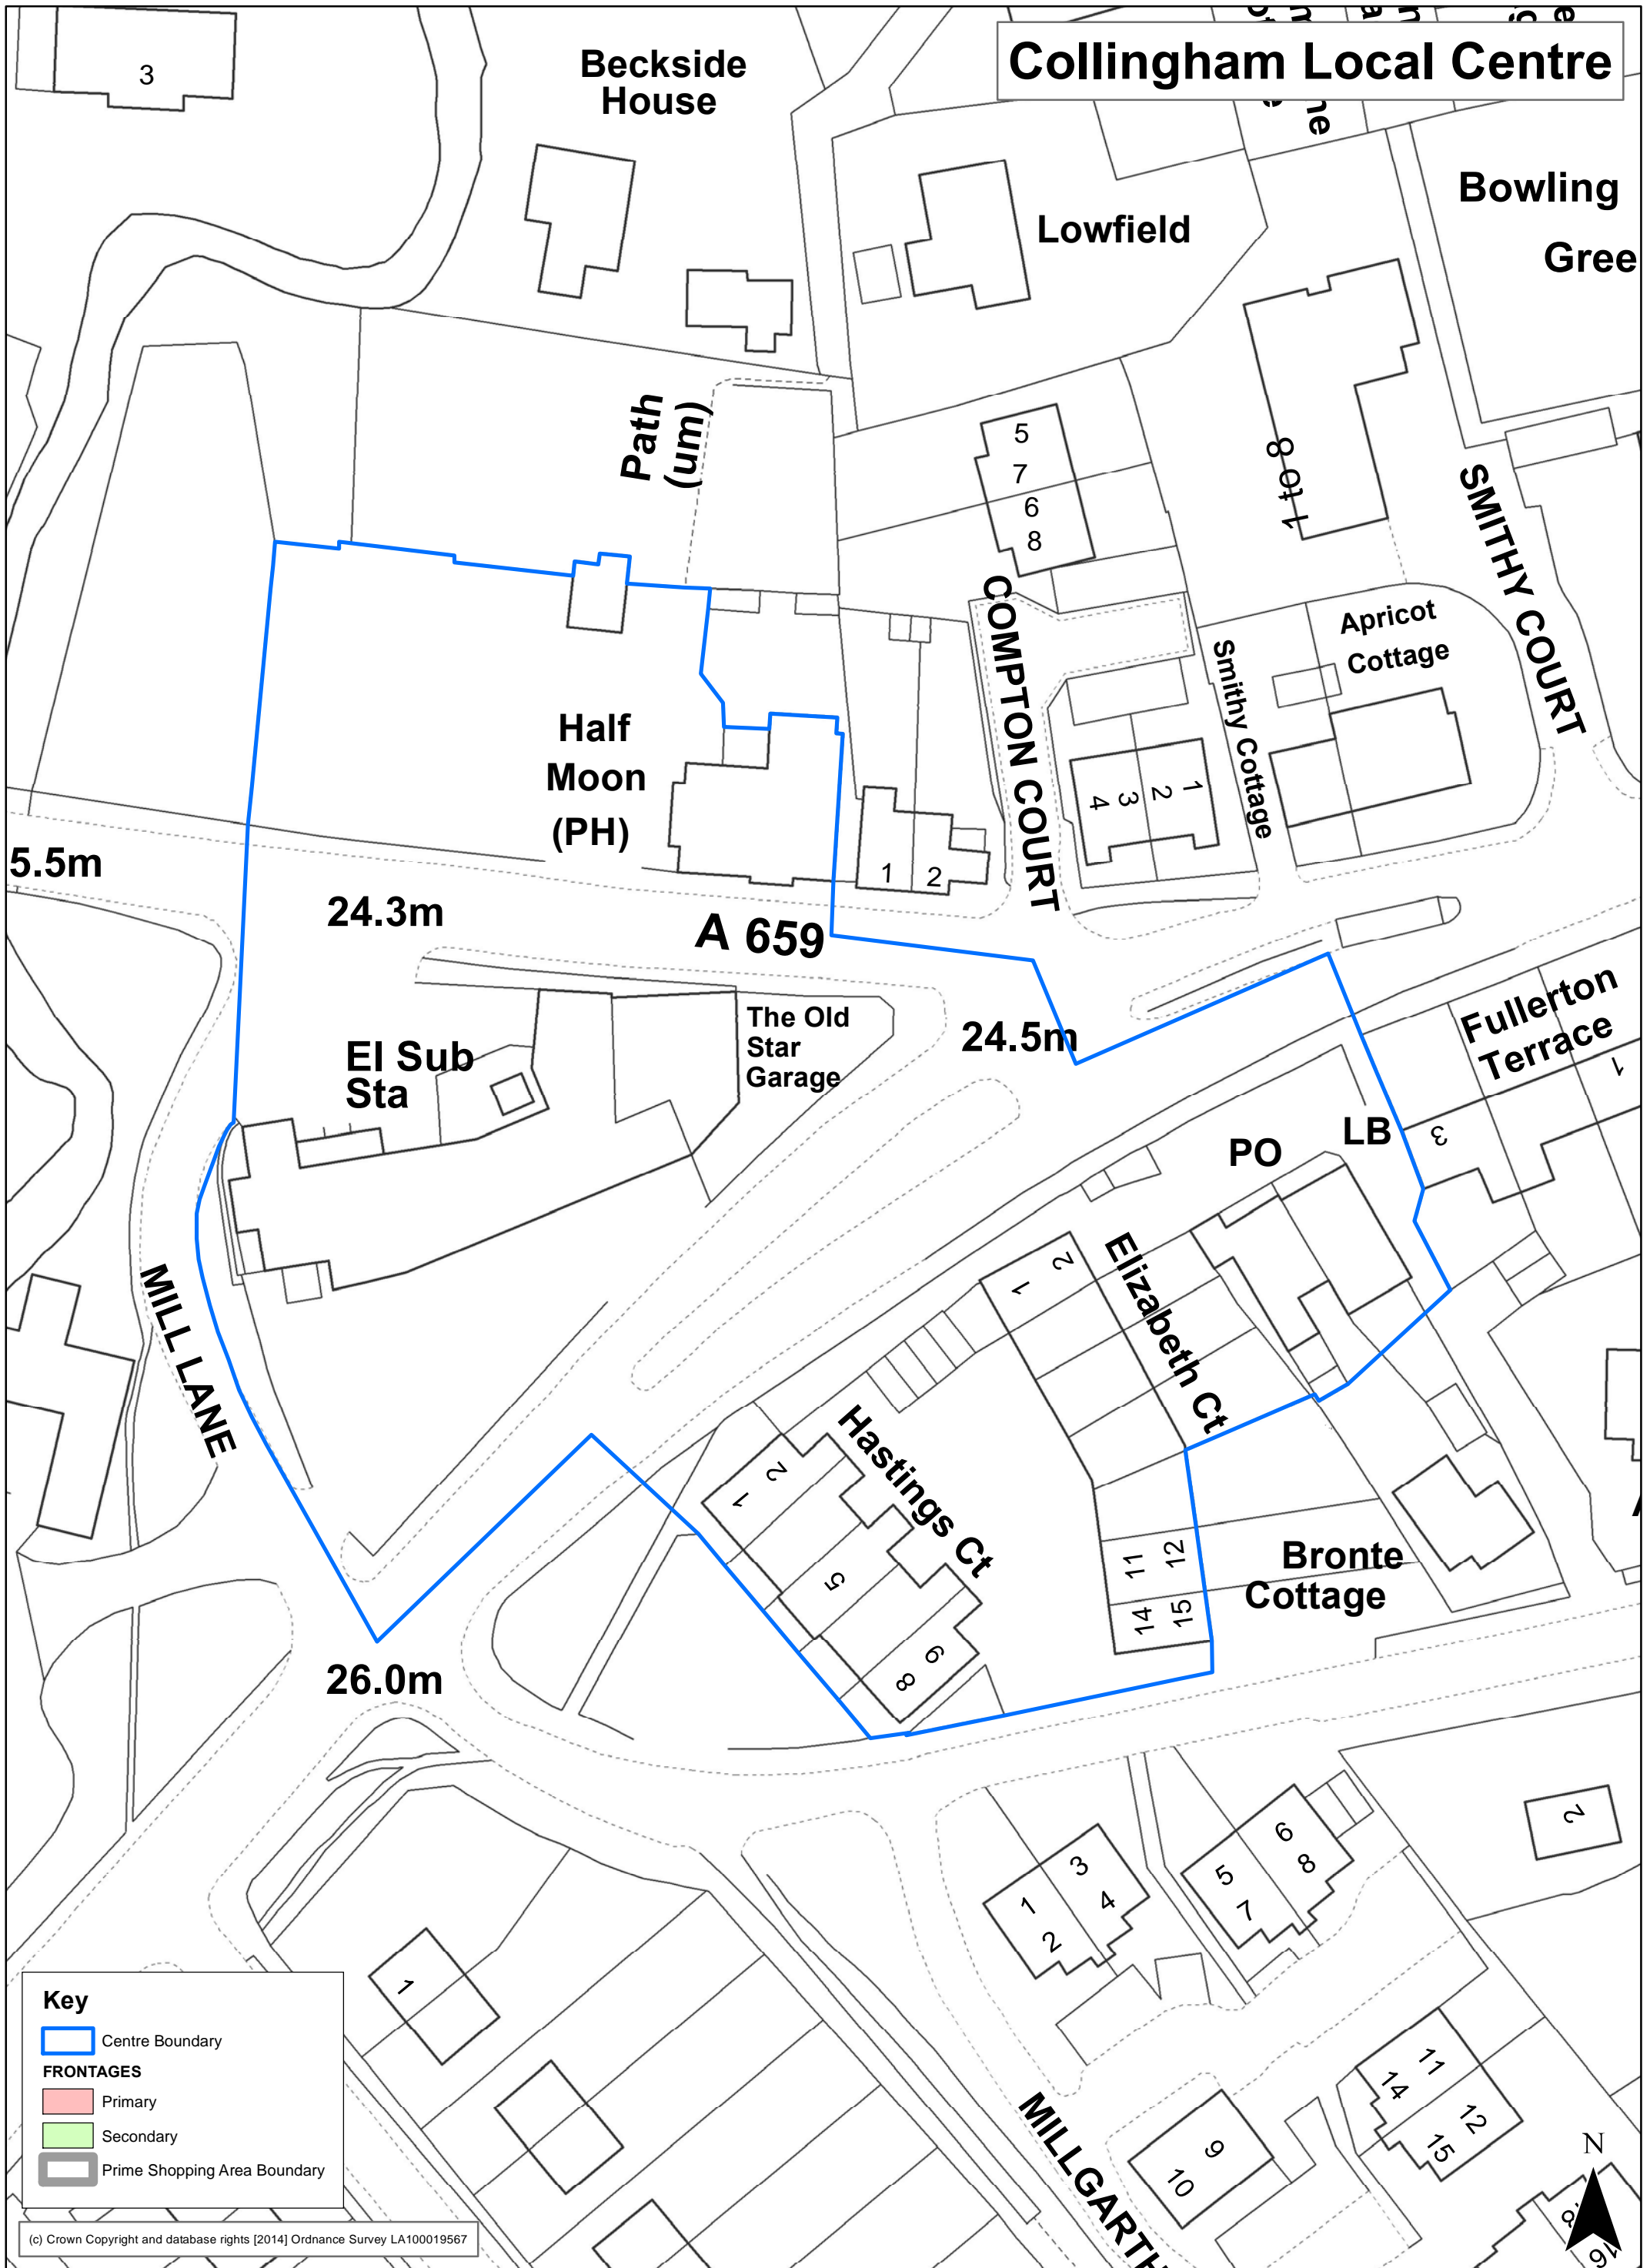 Collingham Local Centre
3
Beckside
House
Lowfield
Bowling
Gree
Path
(um)
5
7
6
8
1 to 8
SMITHY COURT
COMPTON COURT
Apricot
Cottage
Smithy Cottage
Half
Moon
(PH)
4
3
2
1
1
2
5.5m
24.3m
A 659
The Old
Star
Garage
24.5m
El Sub
Sta
Fullerton
Terrace
1
3
LB
PO
MILL LANE
Elizabeth Ct
1
2
Hastings Ct
1
2
5
8
9
11
12
14
15
Bronte
Cottage
26.0m
1
2
3
4
5
6
7
8
2
1
MILLGARTH
9
10
11
12
14
15
16
N
Key
Centre Boundary
FRONTAGES
Primary
Secondary
Prime Shopping Area Boundary
(c) Crown Copyright and database rights [2014] Ordnance Survey LA100019567